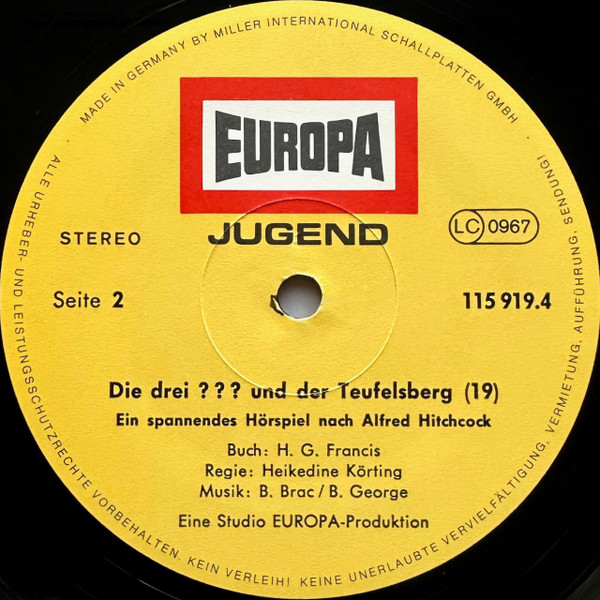 MADE IN GERMANY BY MILLER INTERNATIONAL SCHALLPLATTEN GMBH
EUROPA
JUGEND
STEREO
LC 0967
Seite 2
115 919.4
Die drei ? ? ? und der Teufelsberg (19)
Ein spannendes Hörspiel nach Alfred Hitchcock
Buch: H. G. Francis
Regie: Heikedine Körting
Musik: B. Brac / B. George
Eine Studio EUROPA-Produktion
ALLE URHEBER- UND LEISTUNGSSCHUTZRECHTE VORBEHALTEN. KEIN VERLEIH! KEINE UNERLAUBTE VERVIELFÄLTIGUNG, VERMIETUNG, AUFFÜHRUNG, SENDUNG!